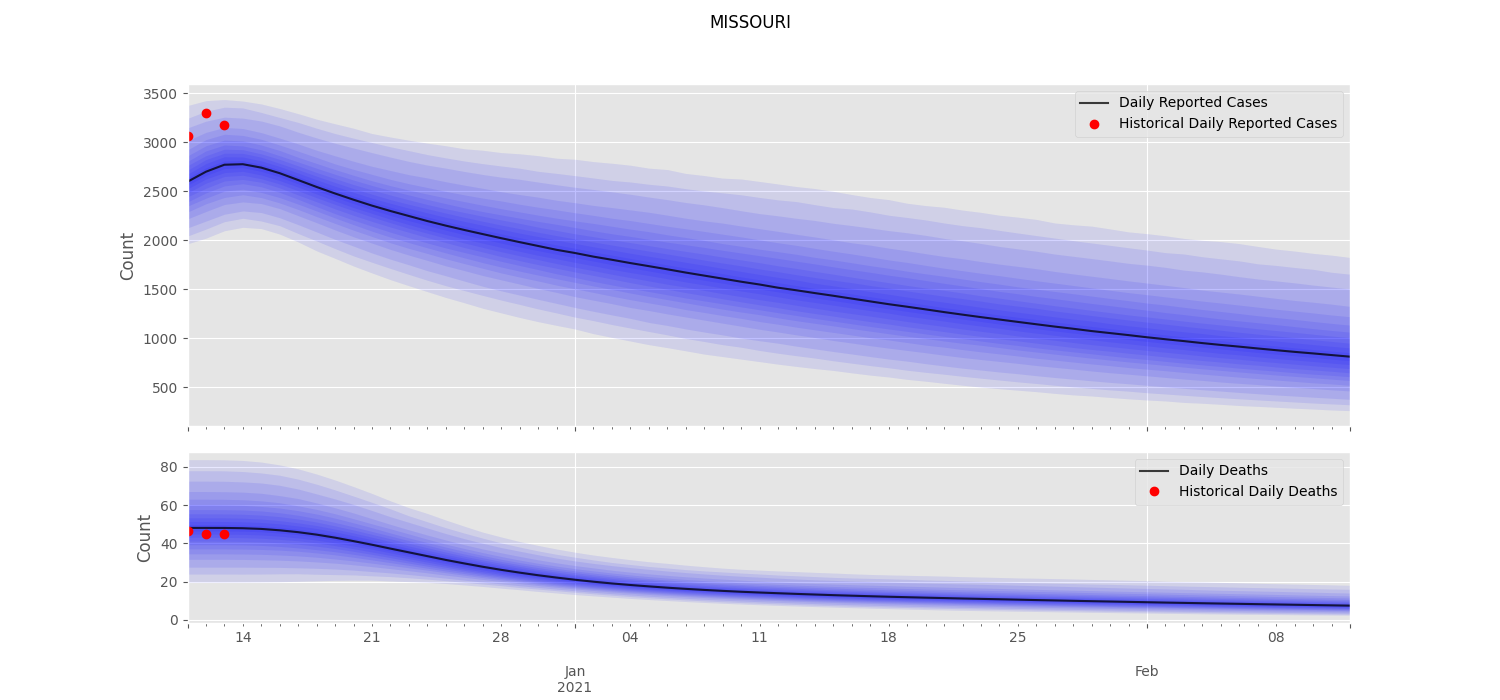 MISSOURI
3500
3000
2500
2000
1500
1000
500
Count
Daily Reported Cases
Historical Daily Reported Cases
80
60
40
20
0
Count
Daily Deaths
Historical Daily Deaths
14 21 28 04 11 18 25 08
Jan Feb
2021